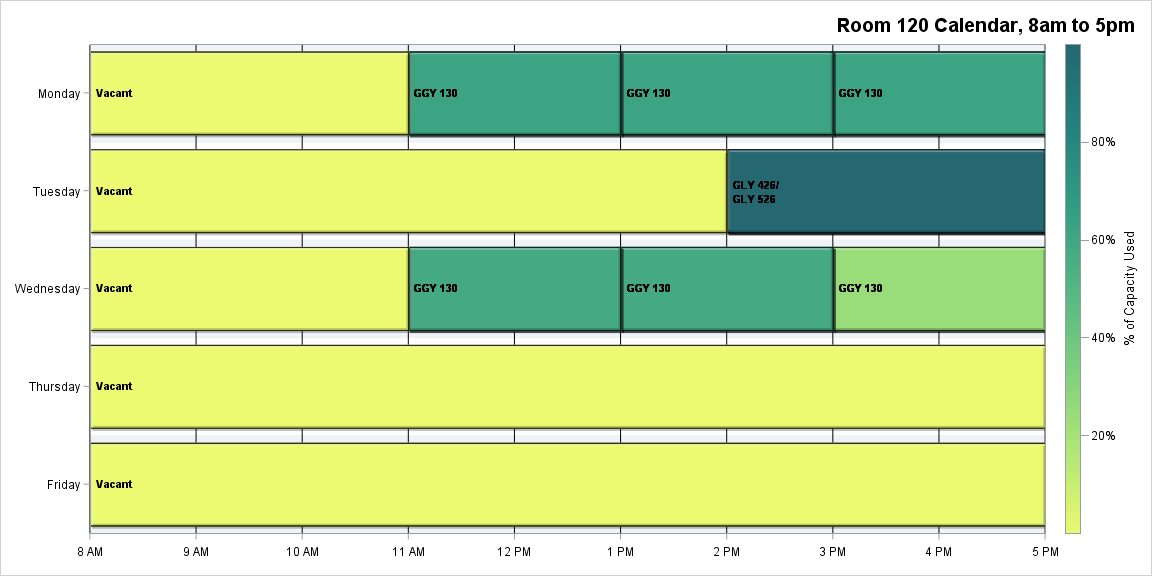 Room 120 Calendar, 8am to 5pm
Monday
Vacant
GGY 130
GGY 130
GGY 130
Tuesday
Vacant
GLY 426/
GLY 526
Wednesday
Vacant
GGY 130
GGY 130
GGY 130
Thursday
Vacant
Friday
Vacant
8 AM
9 AM
10 AM
11 AM
12 PM
1 PM
2 PM
3 PM
4 PM
5 PM
80%
60%
40%
20%
% of Capacity Used